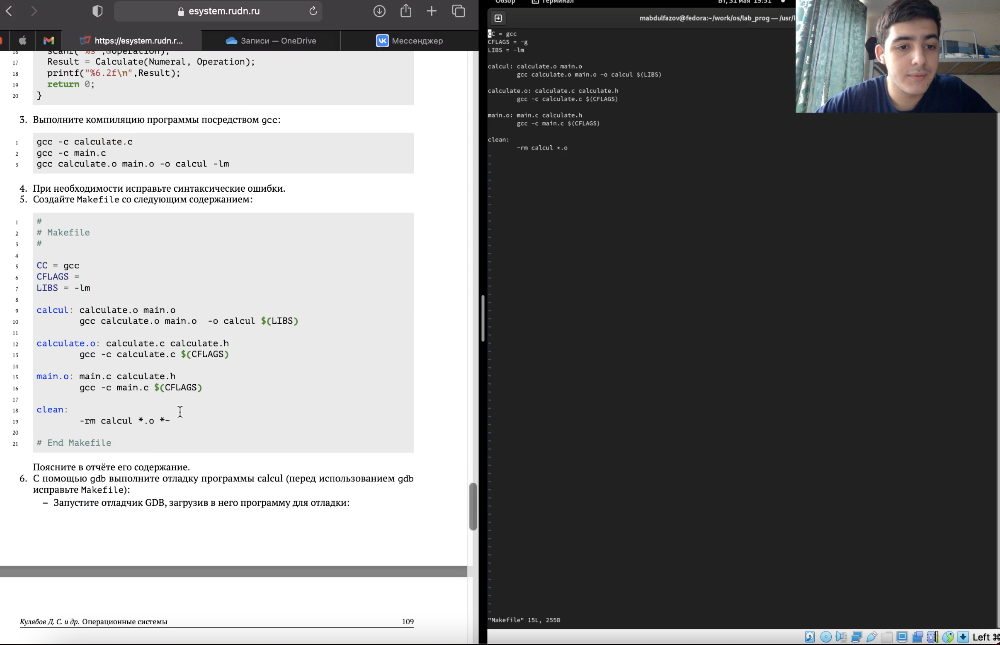 esystem.rudn.ru
https://esystem.rudn.r...
Записи — OneDrive
Мессенджер
16 scanf("%s",&Operation);
17 Result = Calculate(Numeral, Operation);
18 printf("%6.2f\n",Result);
19 return 0;
20 }
3. Выполните компиляцию программы посредством gcc:
1 gcc -c calculate.c
2 gcc -c main.c
3 gcc calculate.o main.o -o calcul -lm
4. При необходимости исправьте синтаксические ошибки.
5. Создайте Makefile со следующим содержанием:
1 #
2 # Makefile
3 #
4
5 CC = gcc
6 CFLAGS =
7 LIBS = -lm
8
9 calcul: calculate.o main.o
10 gcc calculate.o main.o -o calcul $(LIBS)
11
12 calculate.o: calculate.c calculate.h
13 gcc -c calculate.c $(CFLAGS)
14
15 main.o: main.c calculate.h
16 gcc -c main.c $(CFLAGS)
17
18 clean:
19 -rm calcul *.o *~
20
21 # End Makefile
Поясните в отчёте его содержание.
6. С помощью gdb выполните отладку программы calcul (перед использованием gdb
исправьте Makefile):
– Запустите отладчик GDB, загрузив в него программу для отладки:
Кулябов Д. С. и др. Операционные системы 109
Обзор Терминал Вт, 31 мая 19:51
mabdulfazov@fedora:~/work/os/lab_prog — /usr/l
CC = gcc
CFLAGS = -g
LIBS = -lm
calcul: calculate.o main.o
gcc calculate.o main.o -o calcul $(LIBS)
calculate.o: calculate.c calculate.h
gcc -c calculate.c $(CFLAGS)
main.o: main.c calculate.h
gcc -c main.c $(CFLAGS)
clean:
-rm calcul *.o
"Makefile" 15L, 255B
Left ⌘